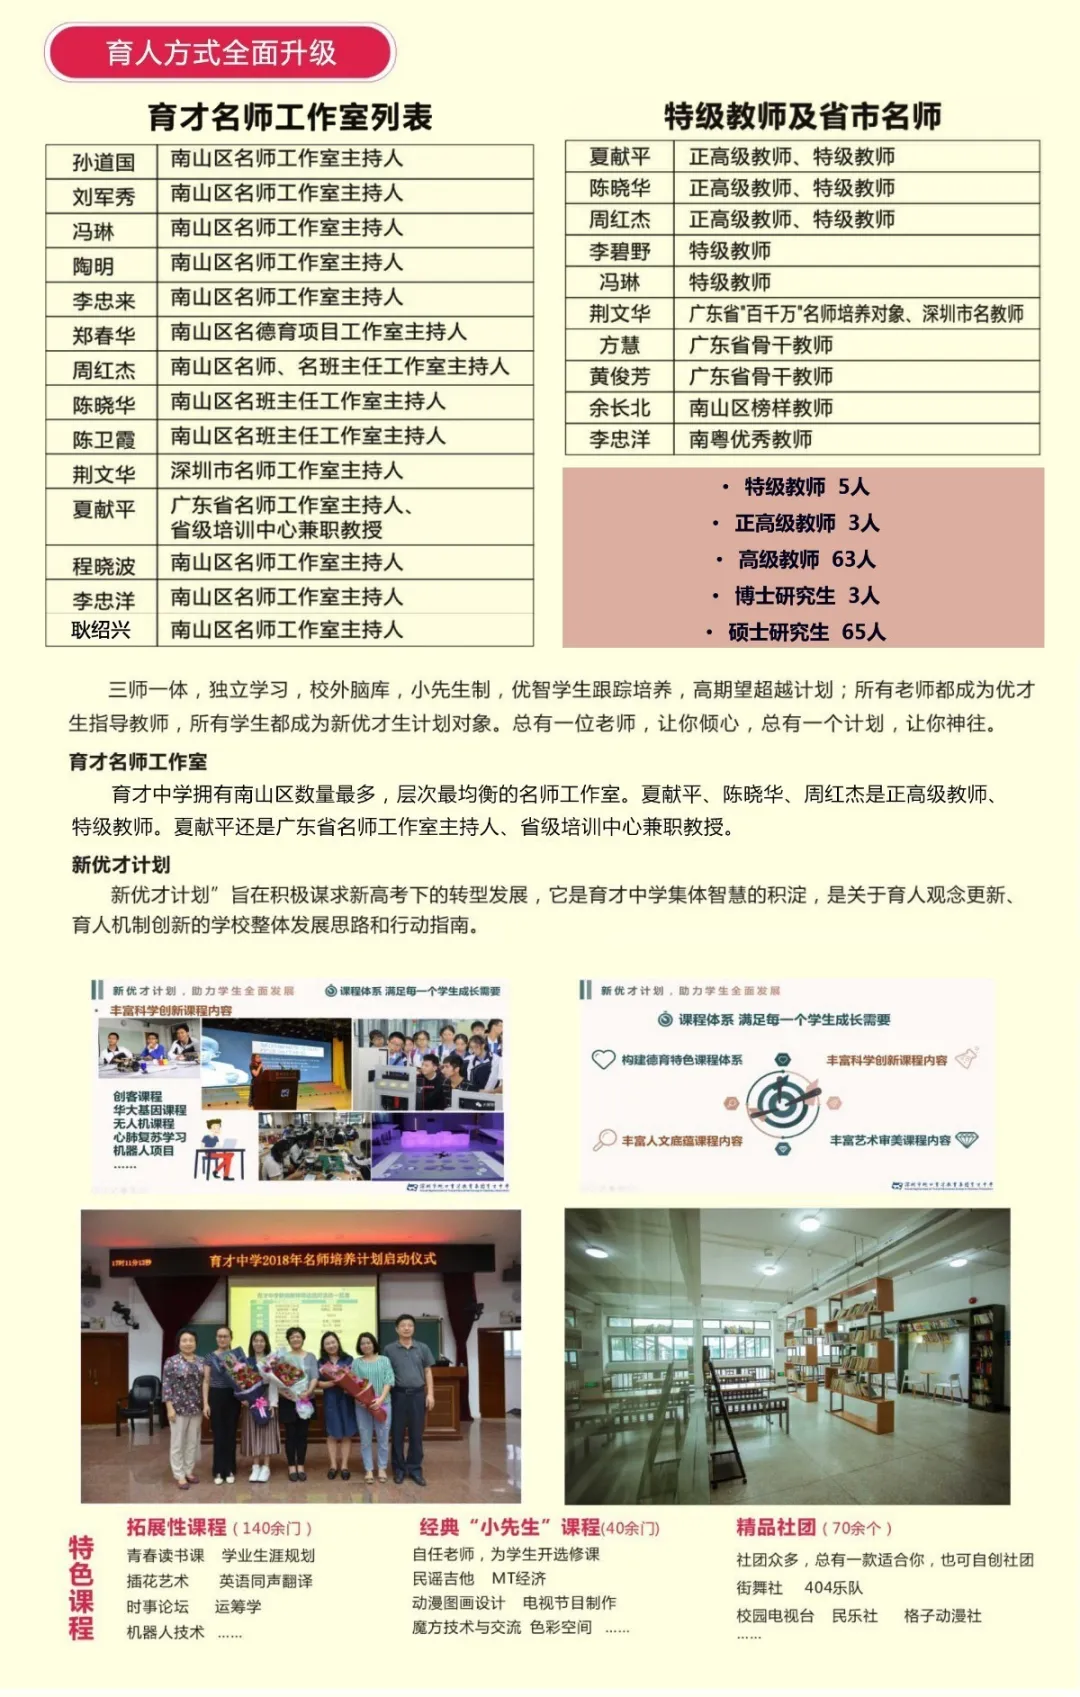 育人方式全面升级
育才名师工作室列表
孙道国 南山区名师工作室主持人
刘军秀 南山区名师工作室主持人
冯琳 南山区名师工作室主持人
陶明 南山区名师工作室主持人
李忠来 南山区名师工作室主持人
郑春华 南山区名德育项目工作室主持人
周红杰 南山区名师、名班主任工作室主持人
陈晓华 南山区名班主任工作室主持人
陈卫霞 南山区名班主任工作室主持人
荆文华 深圳市名师工作室主持人
夏献平 广东省名师工作室主持人、
省级培训中心兼职教授
程晓波 南山区名师工作室主持人
李忠洋 南山区名师工作室主持人
耿绍兴 南山区名师工作室主持人
特级教师及省市名师
夏献平 正高级教师、特级教师
陈晓华 正高级教师、特级教师
周红杰 正高级教师、特级教师
李碧野 特级教师
冯琳 特级教师
荆文华 广东省"百千万"名师培养对象、深圳市名教师
方慧 广东省骨干教师
黄俊芳 广东省骨干教师
余长北 南山区榜样教师
李忠洋 南粤优秀教师
• 特级教师 5人
• 正高级教师 3人
• 高级教师 63人
• 博士研究生 3人
• 硕士研究生 65人
三师一体，独立学习，校外脑库，小先生制，优智学生跟踪培养，高期望超越计划；所有老师都成为优才
生指导教师，所有学生都成为新优才生计划对象。总有一位老师，让你倾心，总有一个计划，让你神往。
育才名师工作室
育才中学拥有南山区数量最多，层次最均衡的名师工作室。夏献平、陈晓华、周红杰是正高级教师、
特级教师。夏献平还是广东省名师工作室主持人、省级培训中心兼职教授。
新优才计划
新优才计划”旨在积极谋求新高考下的转型发展，它是育才中学集体智慧的积淀，是关于育人观念更新、
育人机制创新的学校整体发展思路和行动指南。
新优才计划，助力学生全面发展
课程体系 满足每一个学生成长需要
• 丰富科学创新课程内容
创客课程
华大基因课程
无人机课程
心肺复苏学习
机器人项目
……
新优才计划，助力学生全面发展
课程体系 满足每一个学生成长需要
构建德育特色课程体系
丰富科学创新课程内容
丰富人文底蕴课程内容
丰富艺术审美课程内容
育才中学2018年名师培养计划启动仪式
特色课程
拓展性课程（140余门）
青春读书课 学业生涯规划
插花艺术 英语同声翻译
时事论坛 运筹学
机器人技术 ……
经典“小先生”课程(40余门)
自任老师，为学生开选修课
民谣吉他 MT经济
动漫图画设计 电视节目制作
魔方技术与交流 色彩空间 ……
精品社团（70余个）
社团众多，总有一款适合你，也可自创社团
街舞社 404乐队
校园电视台 民乐社 格子动漫社
……